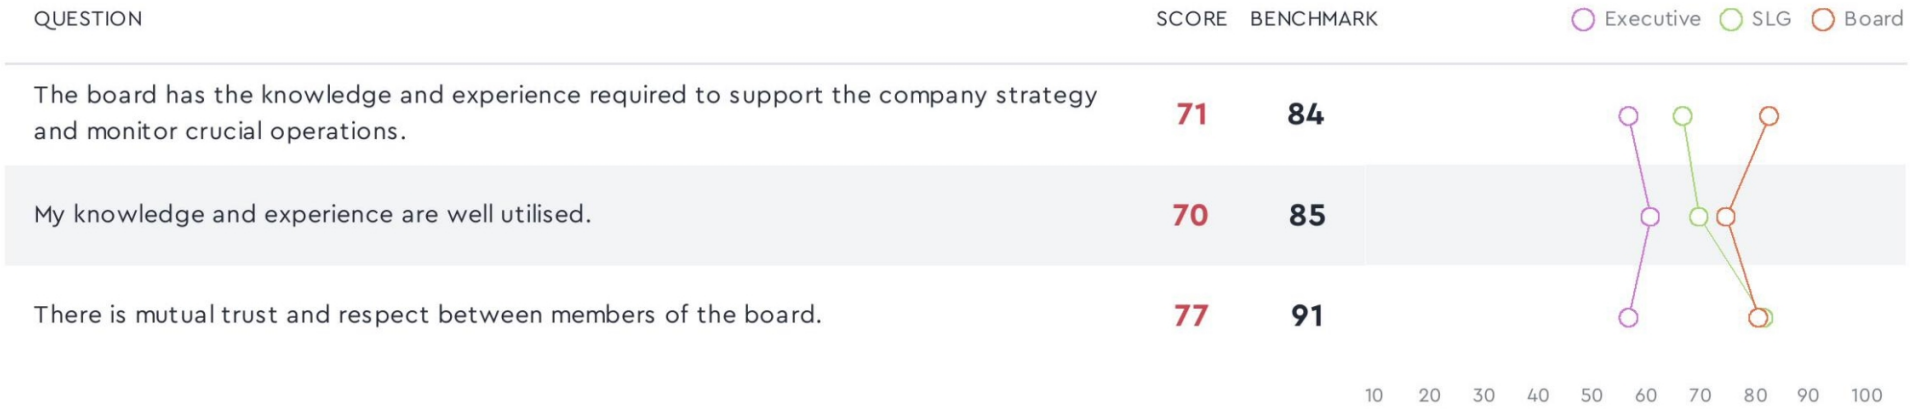 QUESTION SCORE BENCHMARK Executive SLG Board
The board has the knowledge and experience required to support the company strategy
and monitor crucial operations.
71 84
My knowledge and experience are well utilised. 70 85
There is mutual trust and respect between members of the board. 77 91
10 20 30 40 50 60 70 80 90 100